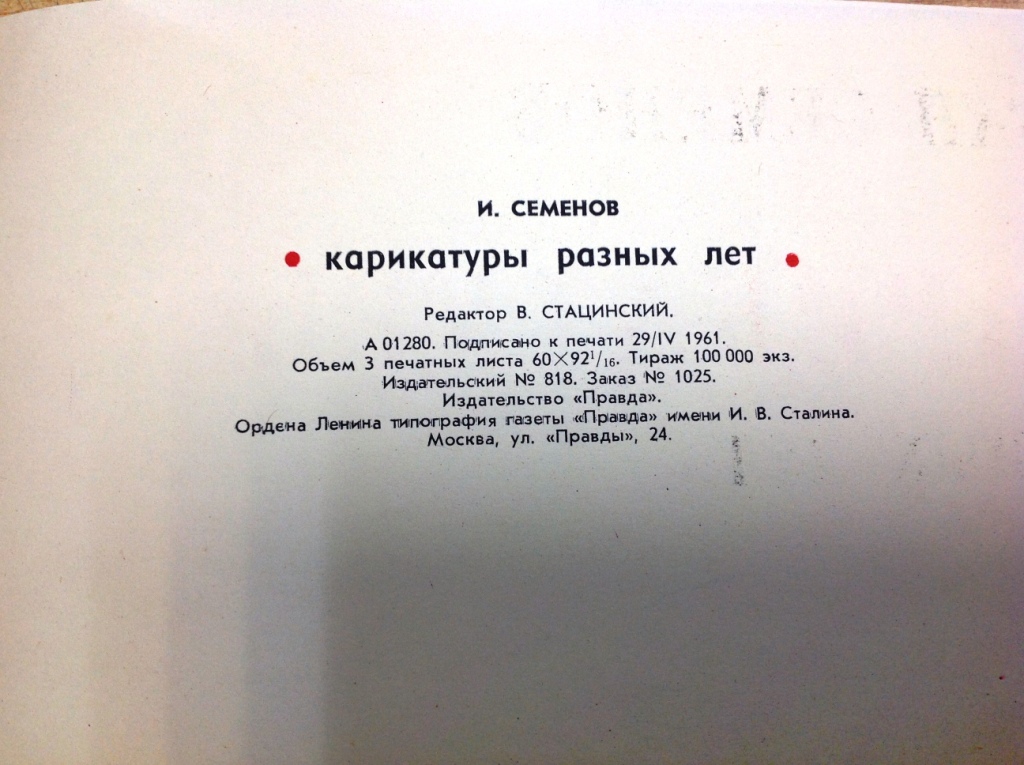 И. СЕМЕНОВ
• карикатуры разных лет •
Редактор В. СТАЦИНСКИЙ.
А 01280. Подписано к печати 29/IV 1961.
Объем 3 печатных листа 60×92¹/₁₆. Тираж 100 000 экз.
Издательский № 818. Заказ № 1025.
Издательство «Правда».
Ордена Ленина типография газеты «Правда» имени И. В. Сталина.
Москва, ул. «Правды», 24.